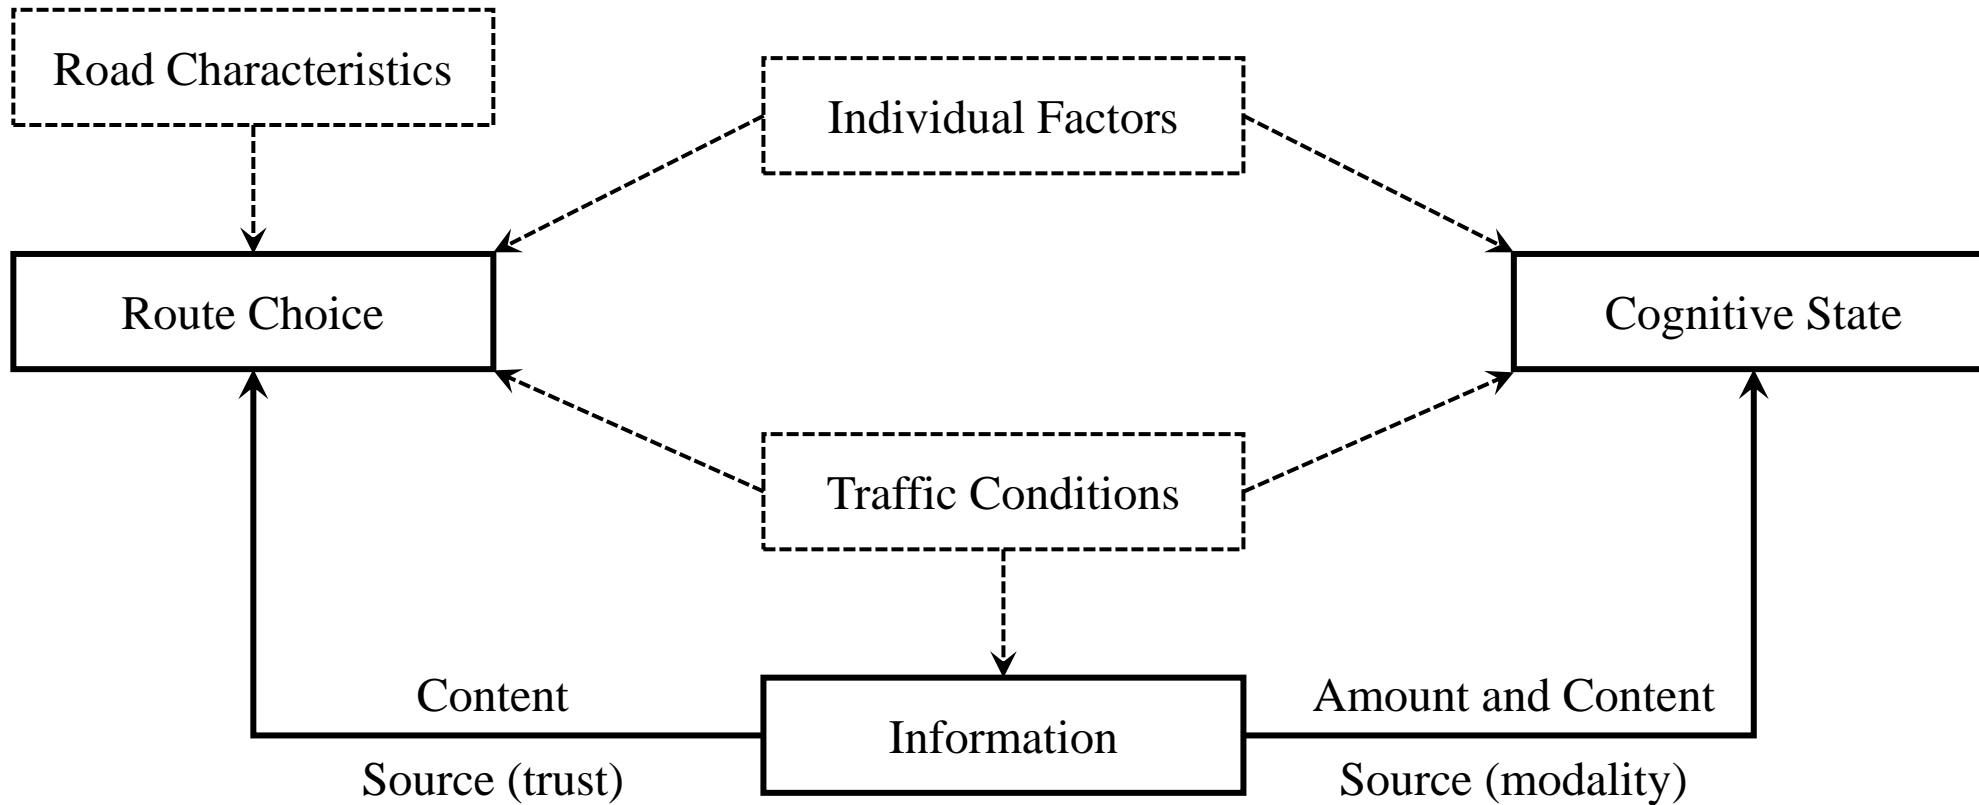 Road Characteristics
Individual Factors
Route Choice
Cognitive State
Traffic Conditions
Content
Amount and Content
Information
Source (trust)
Source (modality)